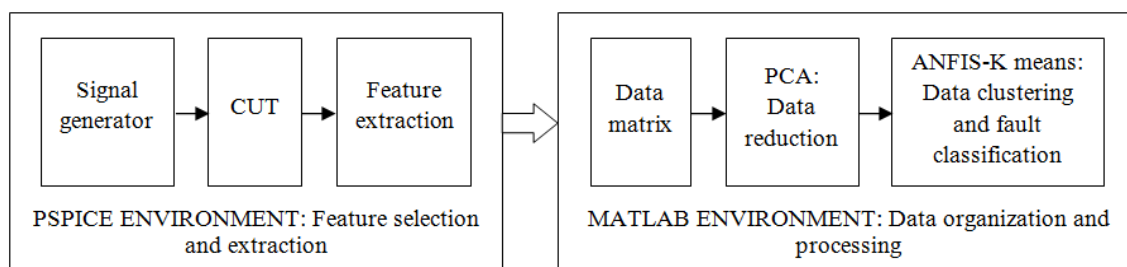 Signal
generator
CUT
Feature
extraction
PSPICE ENVIRONMENT: Feature selection
and extraction
Data
matrix
PCA:
Data
reduction
ANFIS-K means:
Data clustering
and fault
classification
MATLAB ENVIRONMENT: Data organization and
processing